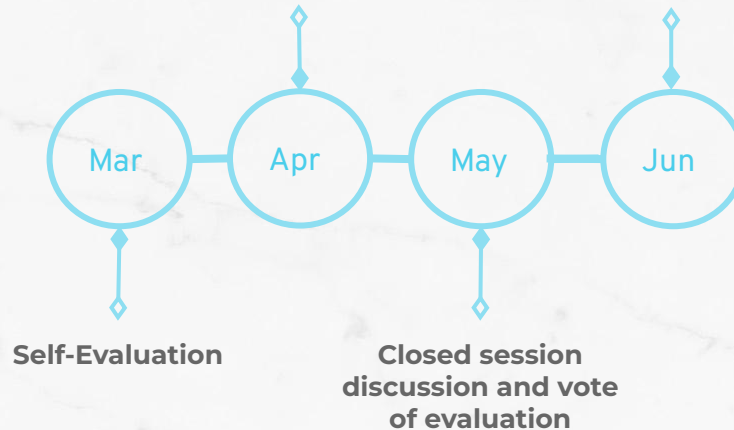 Mar
Apr
May
Jun
Self-Evaluation
Closed session
discussion and vote
of evaluation